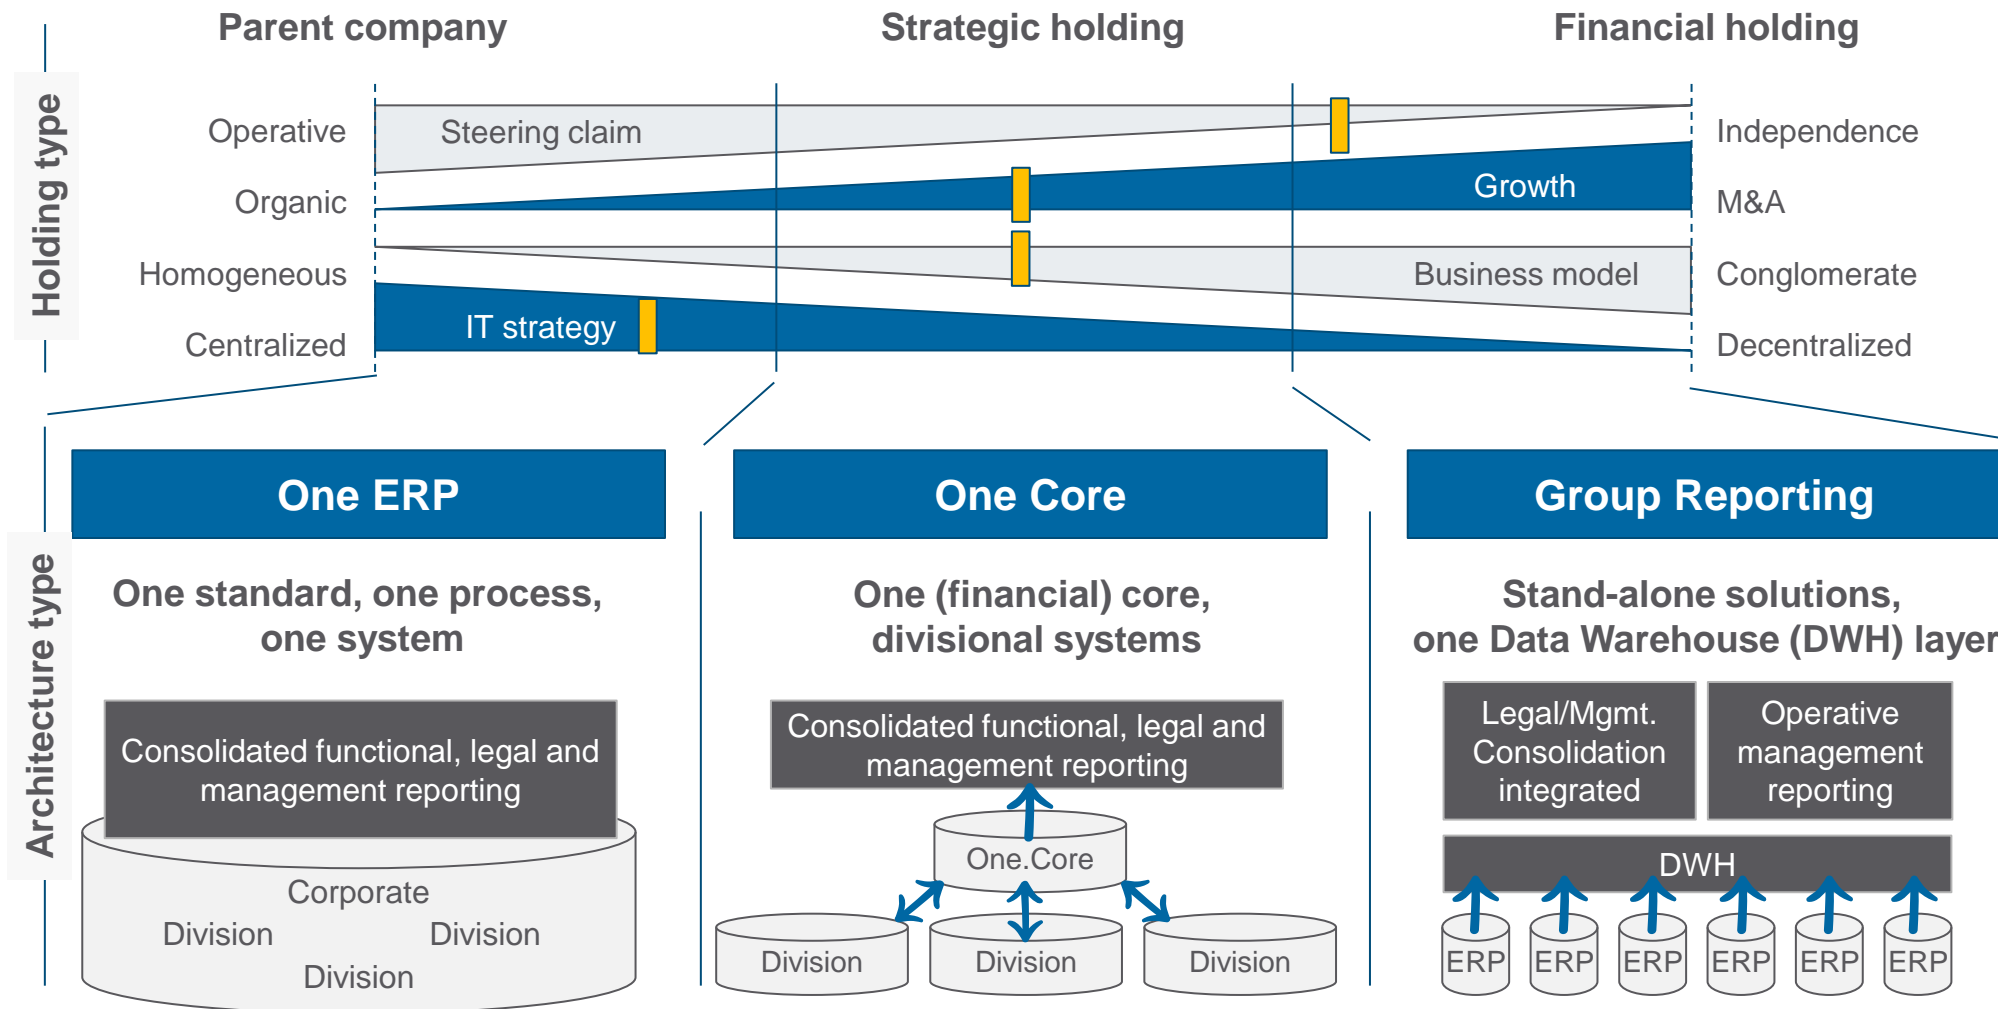 Parent company
Strategic holding
Financial holding
Holding type
Operative
Steering claim
Independence
Organic
Growth
M&A
Homogeneous
Business model
Conglomerate
Centralized
IT strategy
Decentralized
Architecture type
One ERP
One Core
Group Reporting
One standard, one process,
one system
One (financial) core,
divisional systems
Stand-alone solutions,
one Data Warehouse (DWH) layer
Consolidated functional, legal and
management reporting
Corporate
Division
Division
Division
Consolidated functional, legal and
management reporting
One.Core
Division
Division
Division
Legal/Mgmt.
Consolidation
integrated
Operative
management
reporting
DWH
ERP
ERP
ERP
ERP
ERP
ERP